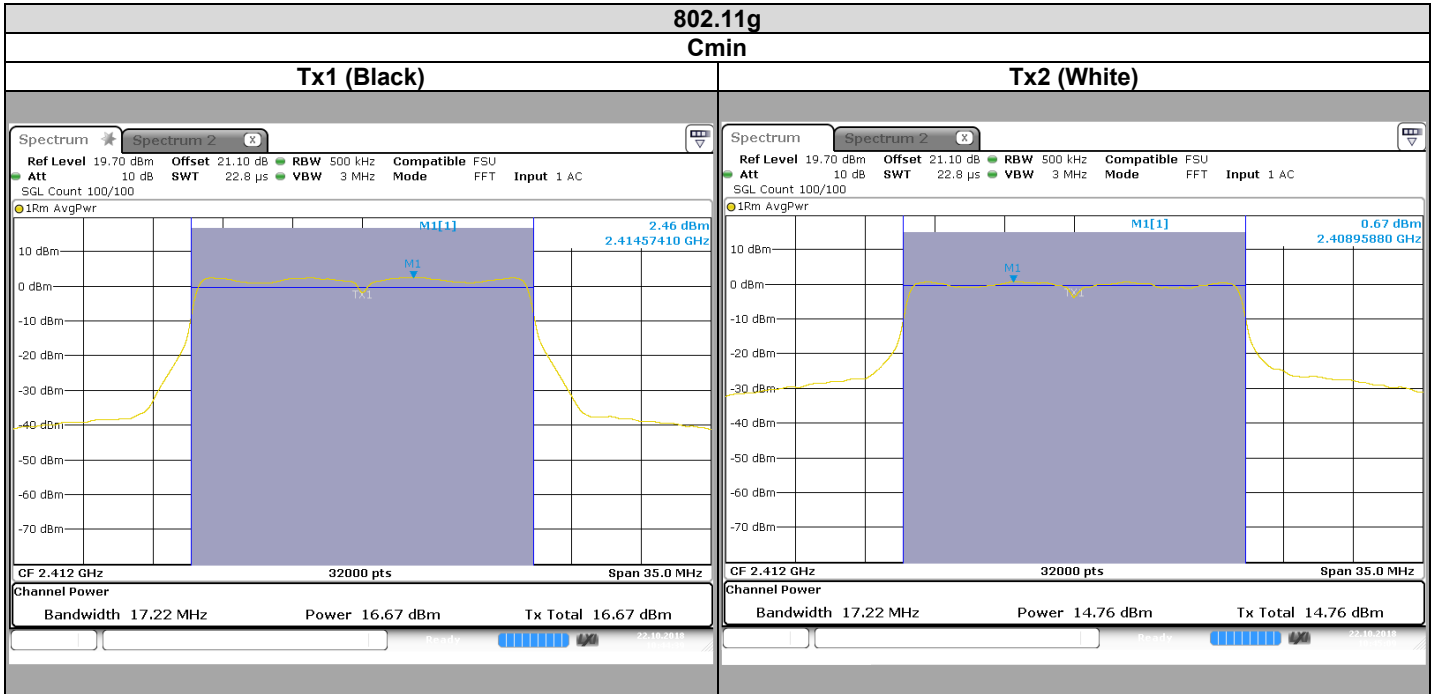 802.11g
Cmin
Tx1 (Black) Tx2 (White)
Spectrum Spectrum 2 X
Ref Level 19.70 dBm Offset 21.10 dB RBW 500 kHz Compatible FSU
Att 10 dB SWT 22.8 µs VBW 3 MHz Mode FFT Input 1 AC
SGL Count 100/100
1Rm AvgPwr
M1[1] 2.46 dBm
2.41457410 GHz
10 dBm
M1
0 dBm
TX1
-10 dBm
-20 dBm
-30 dBm
-40 dBm
-50 dBm
-60 dBm
-70 dBm
CF 2.412 GHz 32000 pts Span 35.0 MHz
Channel Power
Bandwidth 17.22 MHz Power 16.67 dBm Tx Total 16.67 dBm
Ready 22.10.2018
Spectrum Spectrum 2 X
Ref Level 19.70 dBm Offset 21.10 dB RBW 500 kHz Compatible FSU
Att 10 dB SWT 22.8 µs VBW 3 MHz Mode FFT Input 1 AC
SGL Count 100/100
1Rm AvgPwr
M1[1] 0.67 dBm
2.40895880 GHz
10 dBm
M1
0 dBm
TX1
-10 dBm
-20 dBm
-30 dBm
-40 dBm
-50 dBm
-60 dBm
-70 dBm
CF 2.412 GHz 32000 pts Span 35.0 MHz
Channel Power
Bandwidth 17.22 MHz Power 14.76 dBm Tx Total 14.76 dBm
Ready 22.10.2018